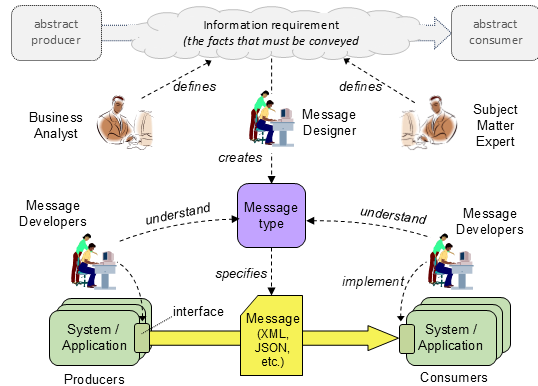 abstract
producer
Information requirement
(the facts that must be conveyed
abstract
consumer
defines
defines
Business
Analyst
Message
Designer
Subject
Matter
Expert
creates
Message
Developers
understand
Message
type
understand
Message
Developers
specifies
implement
interface
System /
Application
Message
(XML,
JSON,
etc.)
System /
Application
Producers
Consumers